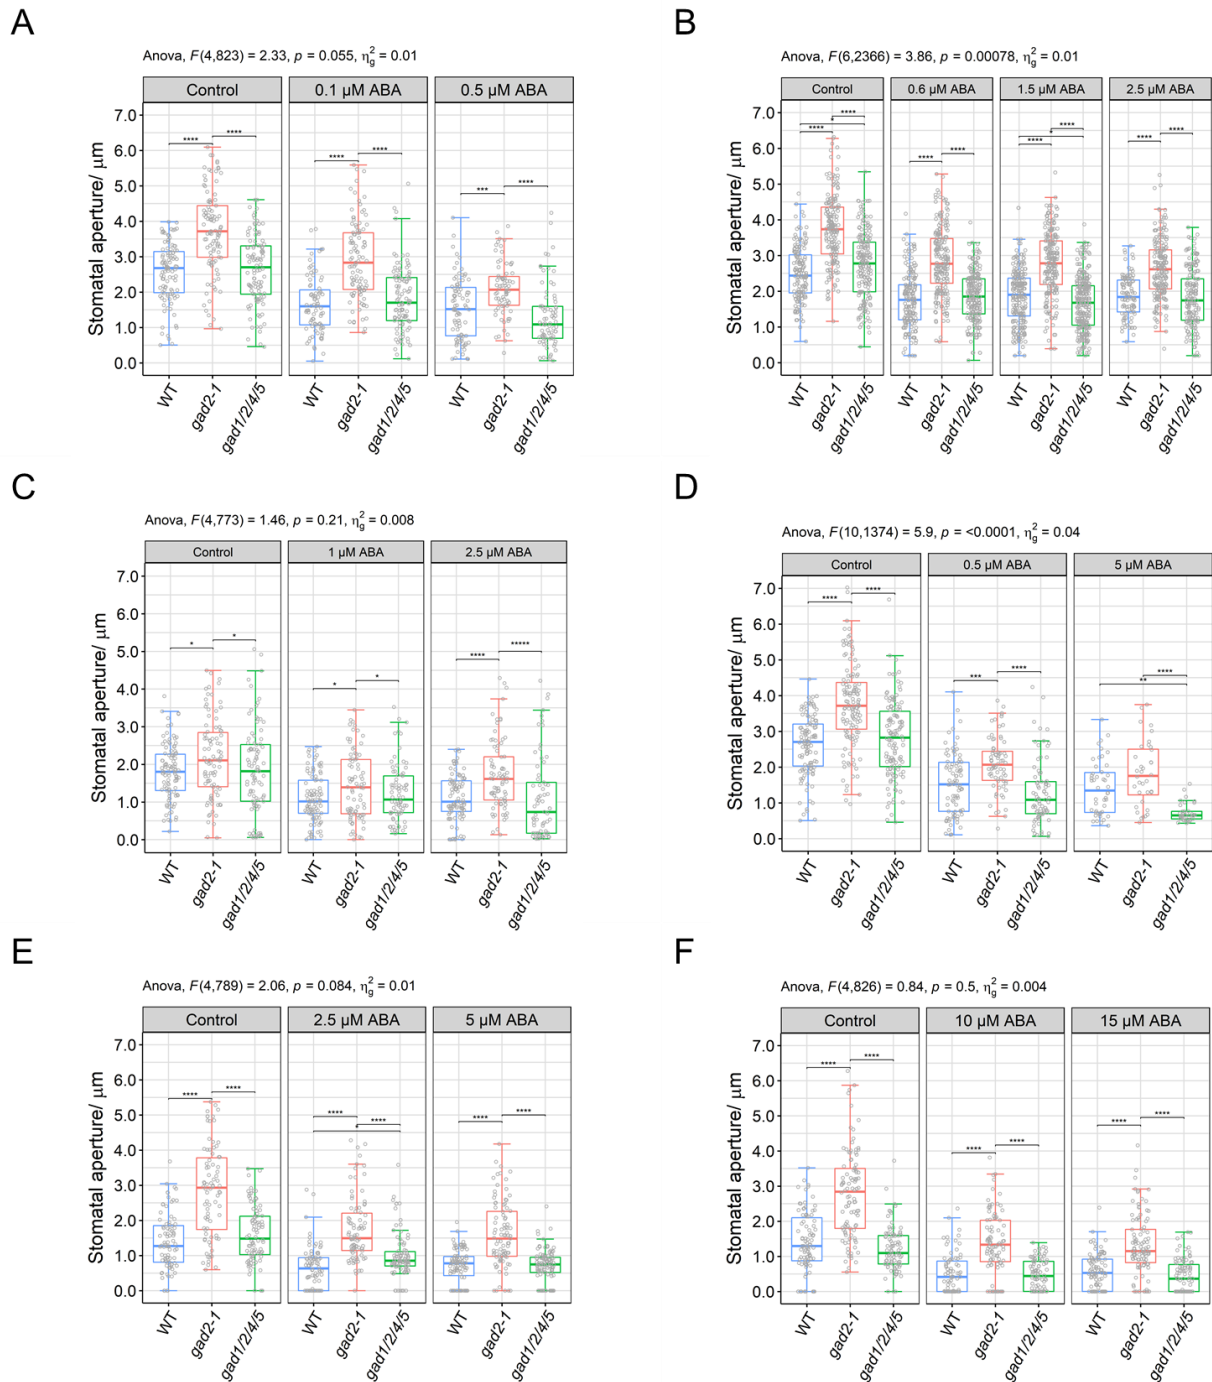 A
Anova, F(4,823) = 2.33, p = 0.055, η²g = 0.01
Control 0.1 µM ABA 0.5 µM ABA
**** **** **** **** *** ****
Stomatal aperture/ µm
7.0
6.0
5.0
4.0
3.0
2.0
1.0
0.0
WT gad2-1 gad1/2/4/5 WT gad2-1 gad1/2/4/5 WT gad2-1 gad1/2/4/5
B
Anova, F(6,2366) = 3.86, p = 0.00078, η²g = 0.01
Control 0.6 µM ABA 1.5 µM ABA 2.5 µM ABA
**** * **** **** **** **** * **** **** ****
Stomatal aperture/ µm
7.0
6.0
5.0
4.0
3.0
2.0
1.0
0.0
WT gad2-1 gad1/2/4/5 WT gad2-1 gad1/2/4/5 WT gad2-1 gad1/2/4/5 WT gad2-1 gad1/2/4/5
C
Anova, F(4,773) = 1.46, p = 0.21, η²g = 0.008
Control 1 µM ABA 2.5 µM ABA
* * * * **** *****
Stomatal aperture/ µm
7.0
6.0
5.0
4.0
3.0
2.0
1.0
0.0
WT gad2-1 gad1/2/4/5 WT gad2-1 gad1/2/4/5 WT gad2-1 gad1/2/4/5
D
Anova, F(10,1374) = 5.9, p = <0.0001, η²g = 0.04
Control 0.5 µM ABA 5 µM ABA
**** **** *** **** ** ****
Stomatal aperture/ µm
7.0
6.0
5.0
4.0
3.0
2.0
1.0
0.0
WT gad2-1 gad1/2/4/5 WT gad2-1 gad1/2/4/5 WT gad2-1 gad1/2/4/5
E
Anova, F(4,789) = 2.06, p = 0.084, η²g = 0.01
Control 2.5 µM ABA 5 µM ABA
**** **** **** * **** **** ****
Stomatal aperture/ µm
7.0
6.0
5.0
4.0
3.0
2.0
1.0
0.0
WT gad2-1 gad1/2/4/5 WT gad2-1 gad1/2/4/5 WT gad2-1 gad1/2/4/5
F
Anova, F(4,826) = 0.84, p = 0.5, η²g = 0.004
Control 10 µM ABA 15 µM ABA
**** **** **** **** **** ****
Stomatal aperture/ µm
7.0
6.0
5.0
4.0
3.0
2.0
1.0
0.0
WT gad2-1 gad1/2/4/5 WT gad2-1 gad1/2/4/5 WT gad2-1 gad1/2/4/5